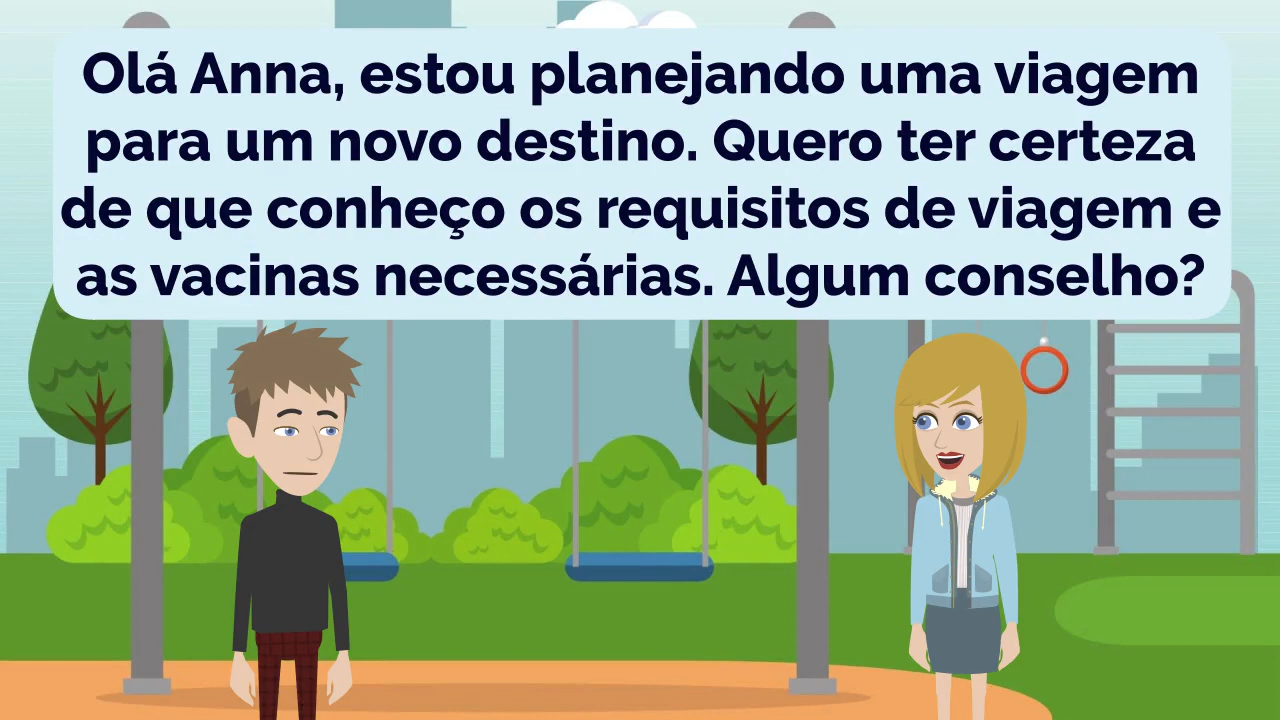 Olá Anna, estou planejando uma viagem
para um novo destino. Quero ter certeza
de que conheço os requisitos de viagem e
as vacinas necessárias. Algum conselho?